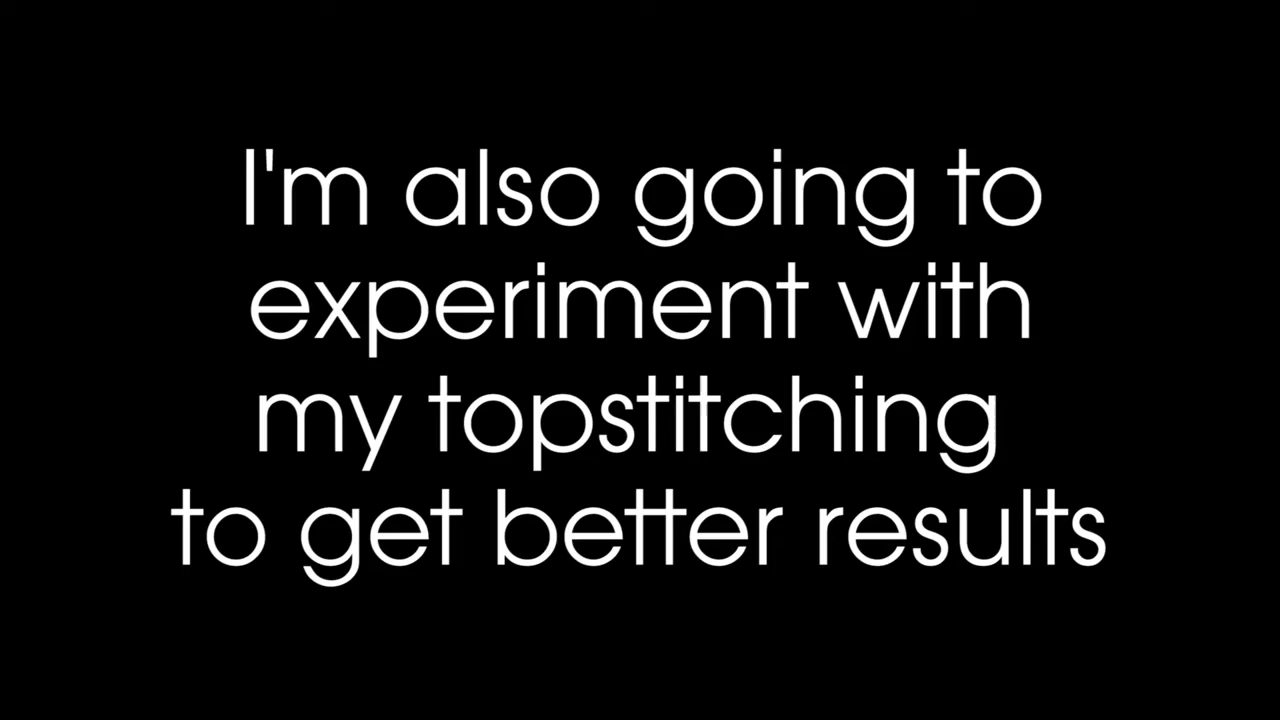 I'm also going to
experiment with
my topstitching
to get better results